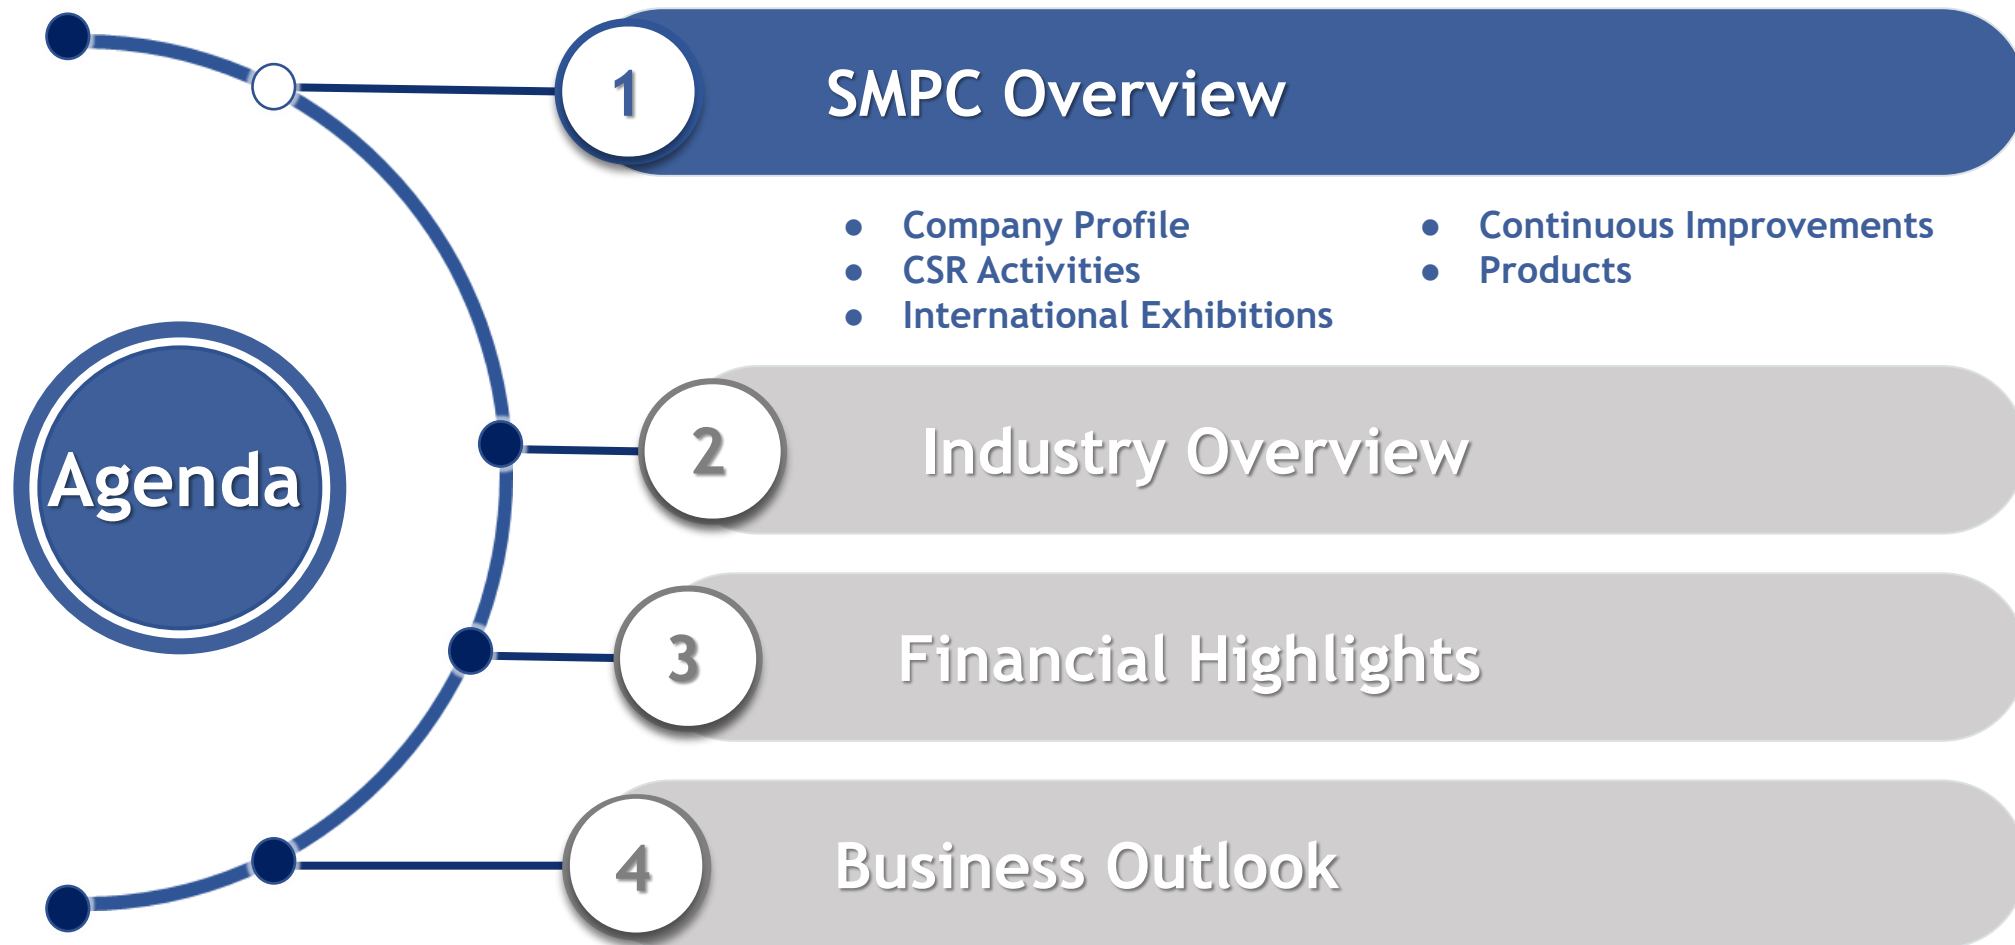 Agenda
1
SMPC Overview
● Company Profile
● CSR Activities
● International Exhibitions
● Continuous Improvements
● Products
2
Industry Overview
3
Financial Highlights
4
Business Outlook